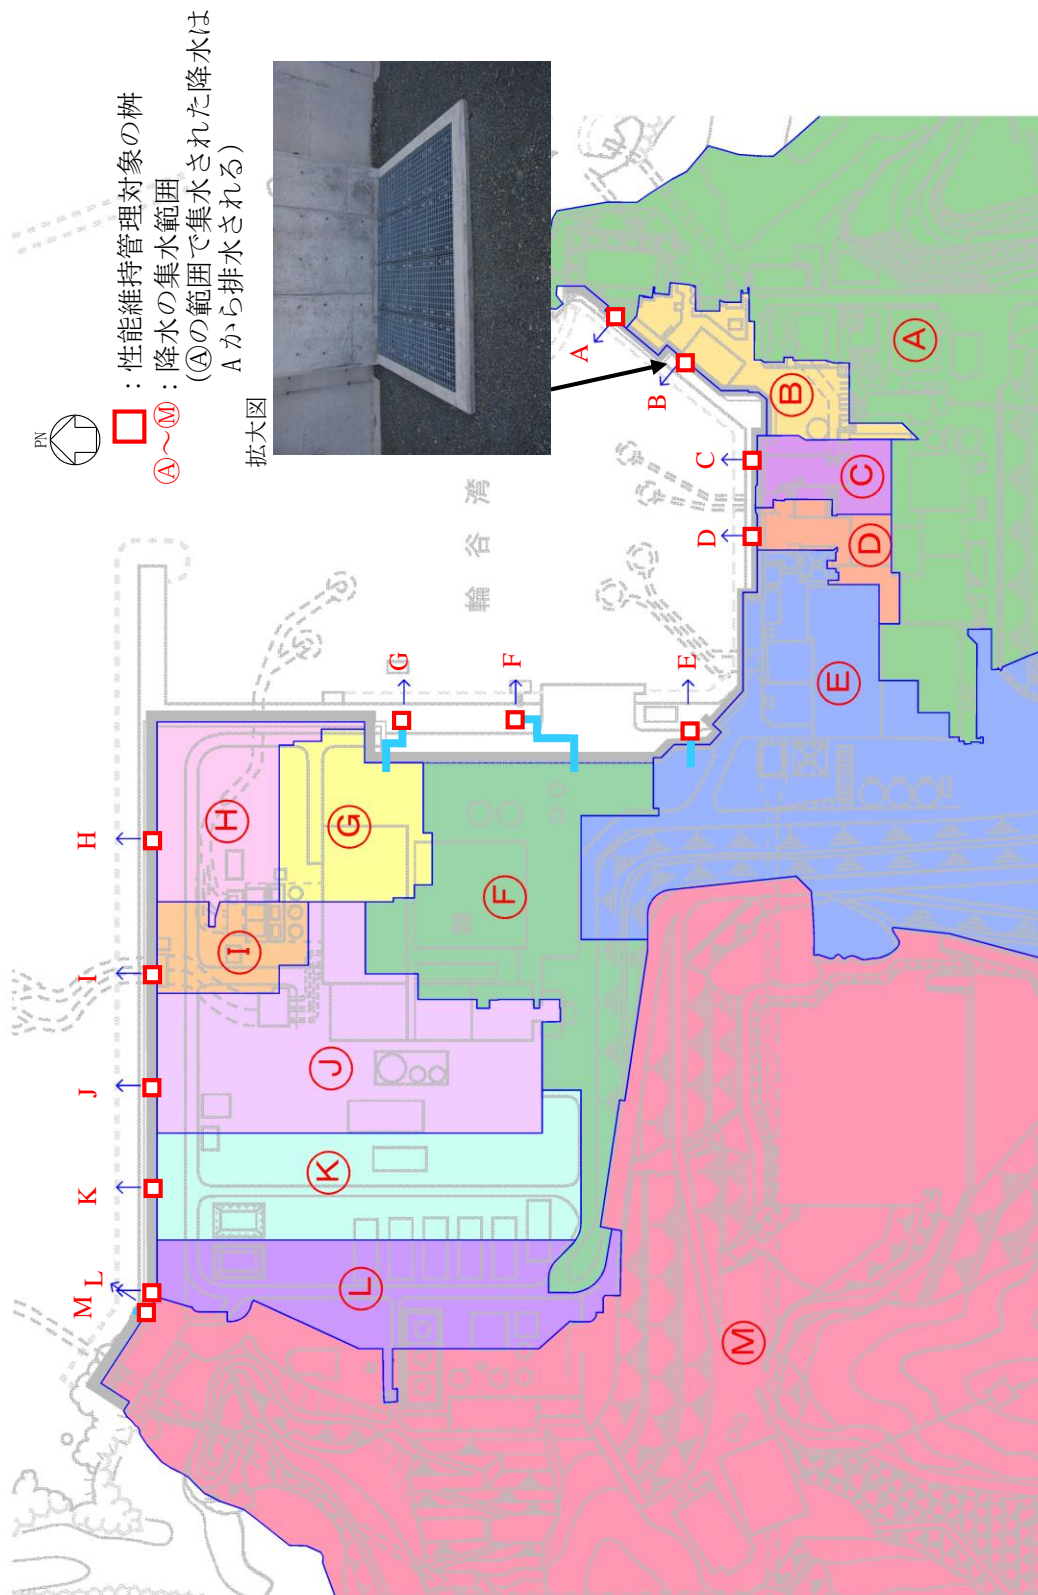 PN
□：性能維持管理対象の桝
Ⓐ～Ⓜ：降水の集水範囲
(Ⓐの範囲で集水された降水は
Aから排水される)
拡大図
輪谷湾
M
L
K
J
I
H
G
F
E
D
C
B
A
Ⓛ
Ⓚ
Ⓙ
Ⓘ
Ⓗ
Ⓖ
Ⓕ
Ⓔ
Ⓓ
Ⓒ
Ⓑ
Ⓐ
Ⓜ